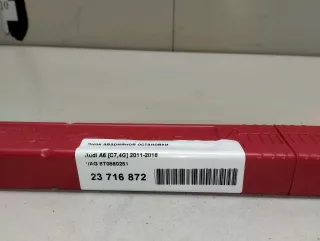 Знак аварийной остановки
Audi A6 [C7,4G] 2011-2018
VAG 8T0860251
23 716 872